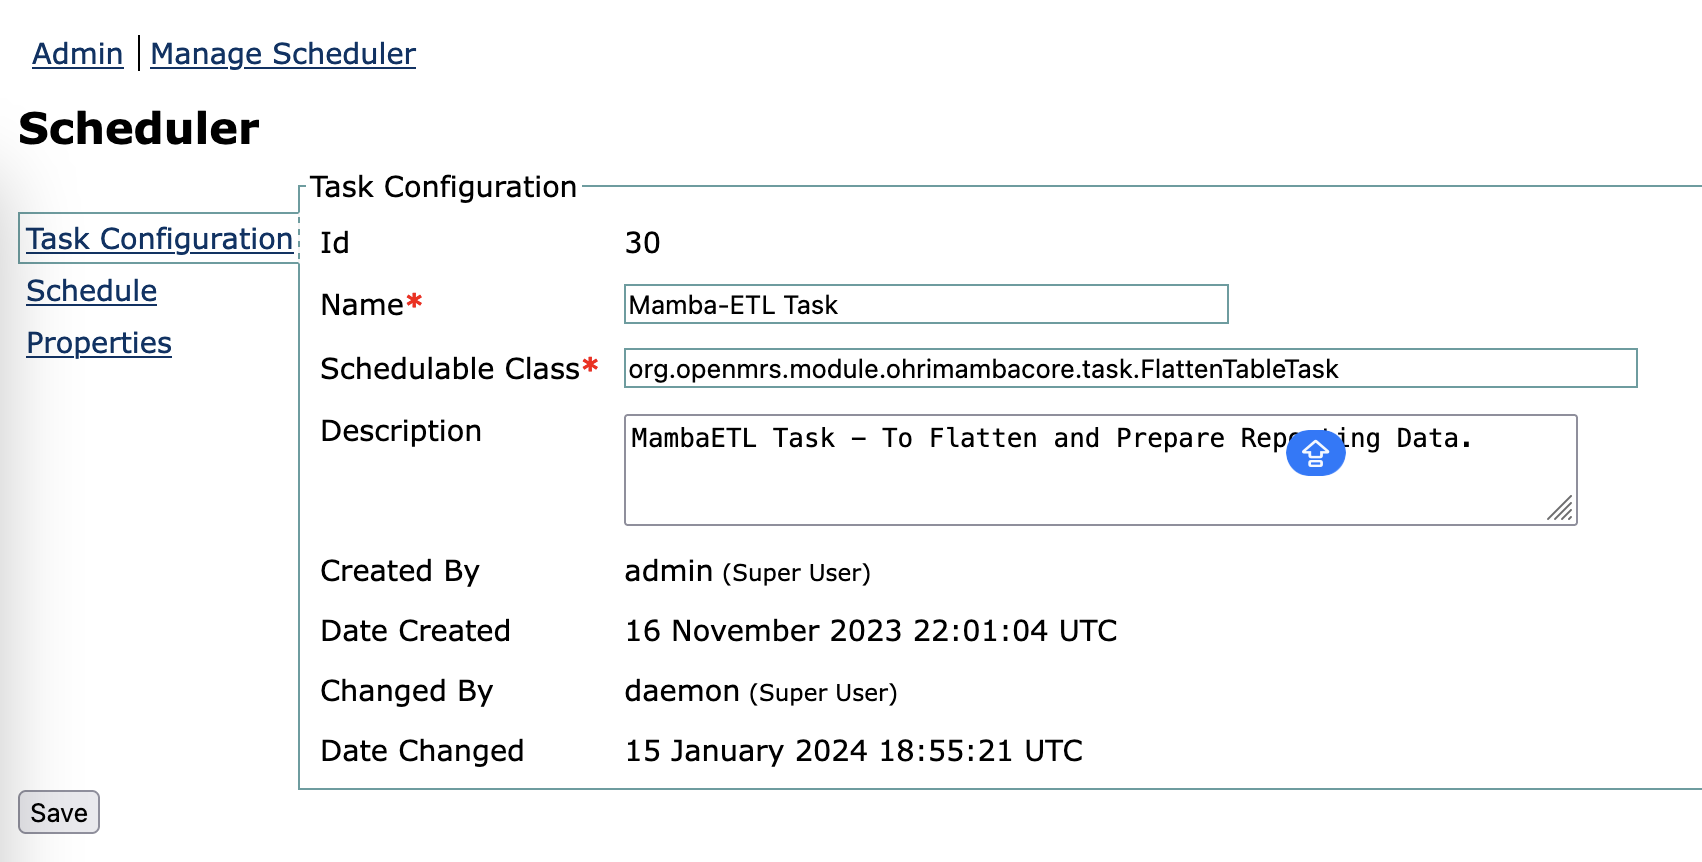 Admin | Manage Scheduler
Scheduler
Task Configuration
Schedule
Properties
Task Configuration
Id 30
Name* Mamba-ETL Task
Schedulable Class* org.openmrs.module.ohrimambacore.task.FlattenTableTask
Description MambaETL Task - To Flatten and Prepare Reporting Data.
Created By admin (Super User)
Date Created 16 November 2023 22:01:04 UTC
Changed By daemon (Super User)
Date Changed 15 January 2024 18:55:21 UTC
Save